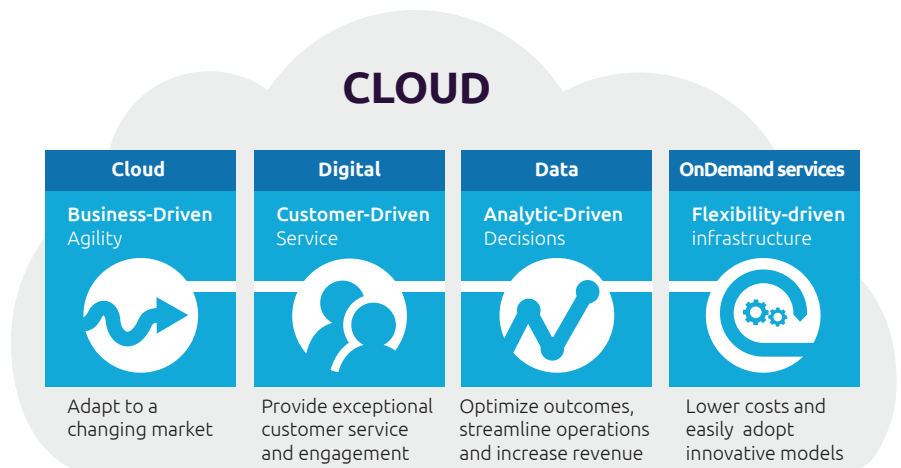 CLOUD
Cloud
Business-Driven
Agility
Adapt to a
changing market
Digital
Customer-Driven
Service
Provide exceptional
customer service
and engagement
Data
Analytic-Driven
Decisions
Optimize outcomes,
streamline operations
and increase revenue
OnDemand services
Flexibility-driven
infrastructure
Lower costs and
easily adopt
innovative models